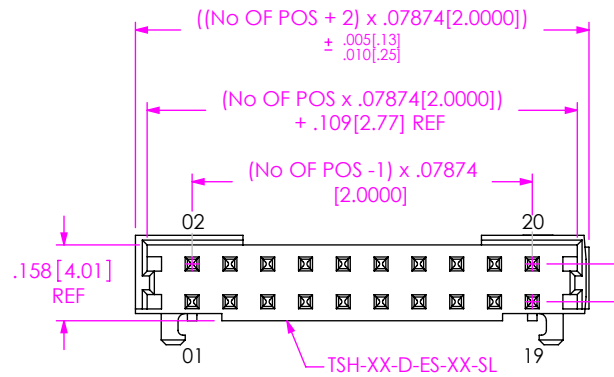 ((No OF POS + 2) x .07874[2.0000])
± .005[.13]
.010[.25]
(No OF POS x .07874[2.0000])
+ .109[2.77] REF
(No OF POS -1) x .07874
[2.0000]
02
20
.158 [4.01]
REF
01
19
TSH-XX-D-ES-XX-SL